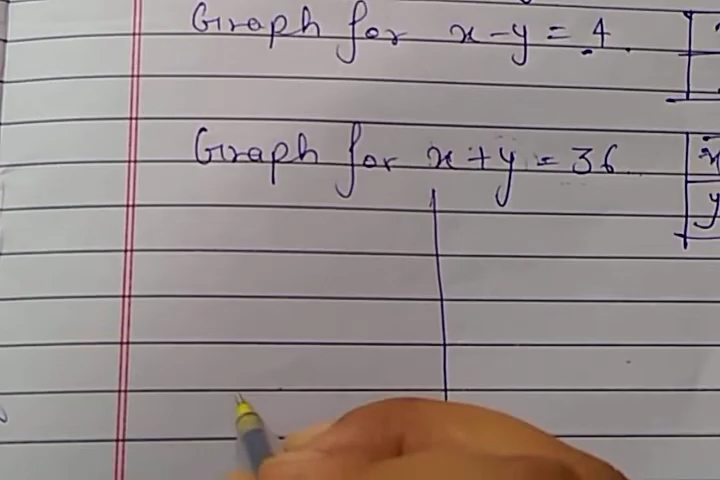 Graph for x - y = 4
Graph for x + y = 36
x
y